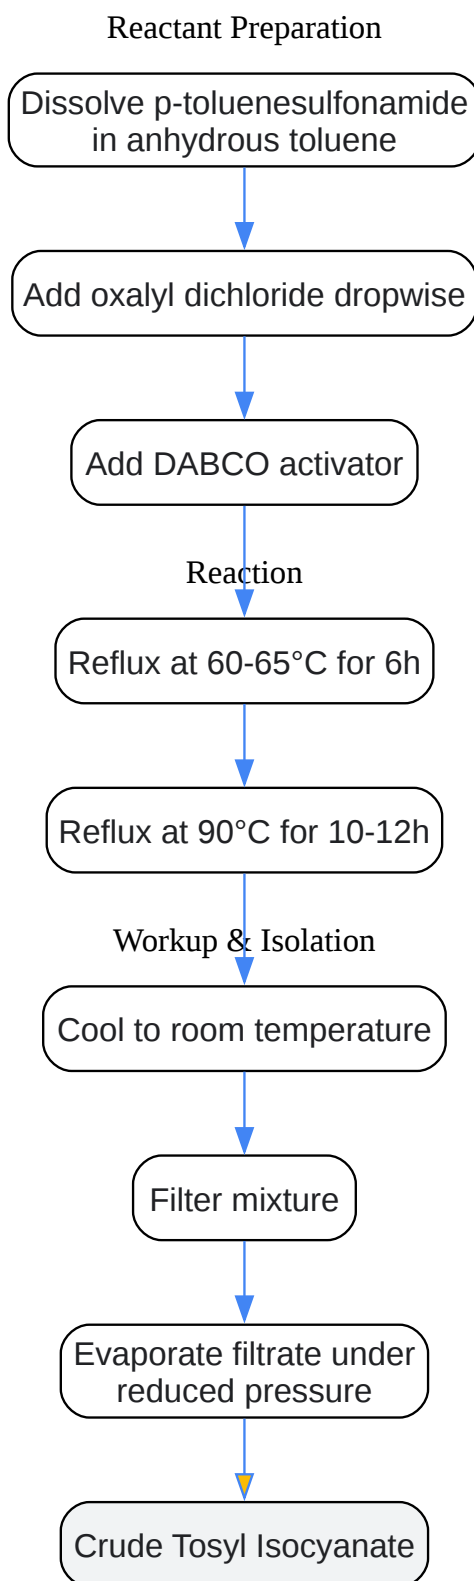 Reactant Preparation
Dissolve p-toluenesulfonamide
in anhydrous toluene
Add oxalyl dichloride dropwise
Add DABCO activator
Reaction
Reflux at 60-65°C for 6h
Reflux at 90°C for 10-12h
Workup & Isolation
Cool to room temperature
Filter mixture
Evaporate filtrate under
reduced pressure
Crude Tosyl Isocyanate